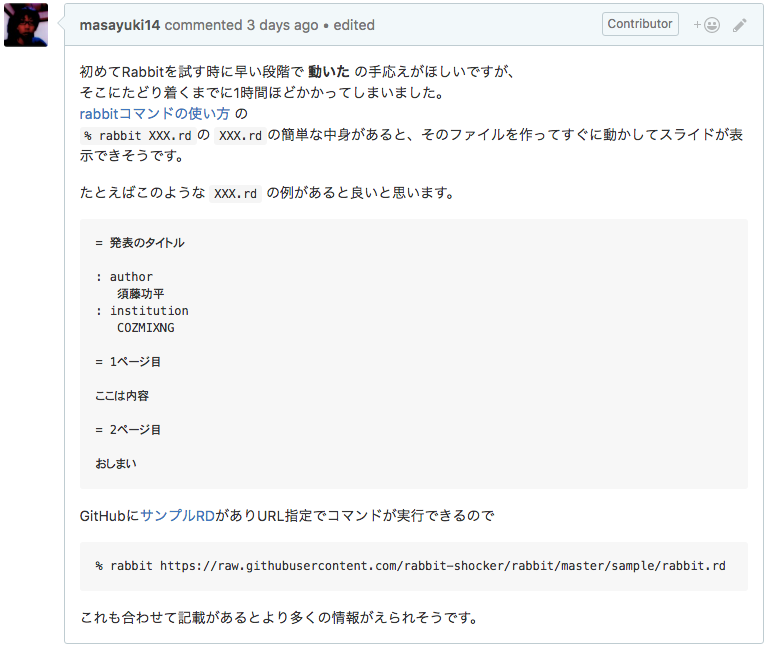 masayuki14 commented 3 days ago • edited
Contributor
初めてRabbitを試す時に早い段階で 動いた の手応えがほしいですが、
そこにたどり着くまでに1時間ほどかかってしまいました。
rabbitコマンドの使い方 の
% rabbit XXX.rd の XXX.rd の簡単な中身があると、そのファイルを作ってすぐに動かしてスライドが表
示できそうです。
たとえばこのような XXX.rd の例があると良いと思います。
= 発表のタイトル
: author
須藤功平
: institution
COZMIXNG
= 1ページ目
ここは内容
= 2ページ目
おしまい
GitHubにサンプルRDがありURL指定でコマンドが実行できるので
% rabbit https://raw.githubusercontent.com/rabbit-shocker/rabbit/master/sample/rabbit.rd
これも合わせて記載があるとより多くの情報がえられそうです。